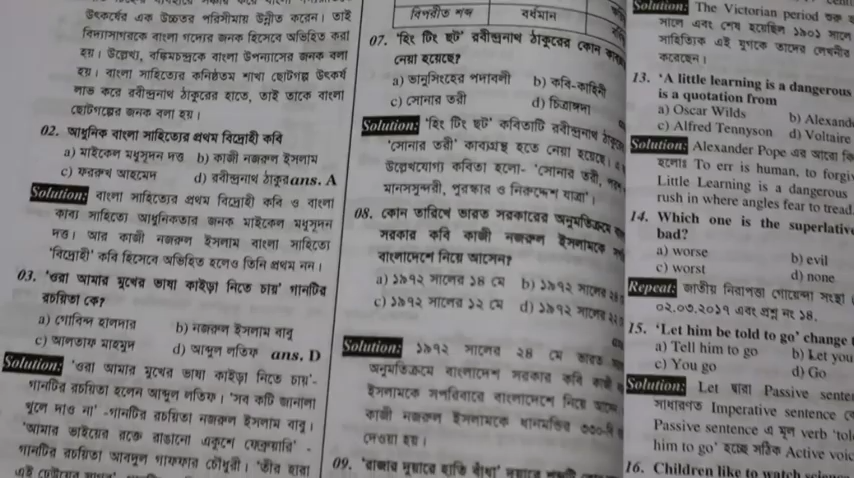 উৎকর্ষের এক উচ্চতর পরিসীমায় উন্নীত করেন। তাই
বিদ্যাসাগরকে বাংলা গদ্যের জনক হিসেবে অভিহিত করা
হয়। উল্লেখ্য, বঙ্কিমচন্দ্রকে বাংলা উপন্যাসের জনক বলা
হয়। বাংলা সাহিত্যের কনিষ্ঠতম শাখা ছোটগল্প উৎকর্ষ
লাভ করে রবীন্দ্রনাথ ঠাকুরের হাতে, তাই তাকে বাংলা
ছোটগল্পের জনক বলা হয়।
02. আধুনিক বাংলা সাহিত্যের প্রথম বিদ্রোহী কবি
a) মাইকেল মধুসূদন দত্ত b) কাজী নজরুল ইসলাম
c) ফররুখ আহমেদ d) রবীন্দ্রনাথ ঠাকুর ans. A
Solution: বাংলা সাহিত্যের প্রথম বিদ্রোহী কবি ও বাংলা
কাব্য সাহিত্যে আধুনিকতার জনক মাইকেল মধুসূদন
দত্ত। আর কাজী নজরুল ইসলাম বাংলা সাহিত্যে
'বিদ্রোহী' কবি হিসেবে অভিহিত হলেও তিনি প্রথম নন।
03. 'ওরা আমার মুখের ভাষা কাইড়া নিতে চায়' গানটির
রচয়িতা কে?
a) গোবিন্দ হালদার b) নজরুল ইসলাম বাবু
c) আলতাফ মাহমুদ d) আব্দুল লতিফ ans. D
Solution: 'ওরা আমার মুখের ভাষা কাইড়া নিতে চায়'-
গানটির রচয়িতা হলেন আব্দুল লতিফ। 'সব কটি জানালা
খুলে দাও না' -গানটির রচয়িতা নজরুল ইসলাম বাবু।
'আমার ভাইয়ের রক্তে রাঙানো একুশে ফেব্রুয়ারি' -
গানটির রচয়িতা আবদুল গাফফার চৌধুরী। 'তীর হারা
বিপরীত শব্দ বর্ধমান
07. 'হিং টিং ছট' রবীন্দ্রনাথ ঠাকুরের কোন
নেয়া হয়েছে?
a) ভানুসিংহের পদাবলী b) কবি-কাহিনী
c) সোনার তরী d) চিত্রাঙ্গদা
Solution: 'হিং টিং ছট' কবিতাটি রবীন্দ্রনাথ
'সোনার তরী' কাব্যগ্রন্থ হতে নেয়া হয়েছে।
উল্লেখযোগ্য কবিতা হলো- 'সোনার তরী,
মানসসুন্দরী, পুরস্কার ও নিরুদ্দেশ যাত্রা'।
08. কোন তারিখে ভারত সরকারের অনুমতিক্রমে
সরকার কবি কাজী নজরুল ইসলামকে
বাংলাদেশে নিয়ে আসেন?
a) ১৯৭২ সালের ১৪ মে b) ১৯৭২ সালের
c) ১৯৭২ সালের ১২ মে d) ১৯৭২ সালের
Solution: ১৯৭২ সালের ২৪ মে ভারত
অনুমতিক্রমে বাংলাদেশ সরকার কবি কাজী
ইসলামকে সপরিবারে বাংলাদেশে নিয়ে আসে।
কাজী নজরুল ইসলামকে ধানমন্ডির
দেওয়া হয়।
09. 'রাজার দুয়ারে হাতি বাঁধা'
Solution: The Victorian period শুরু হয়
সালে এবং শেষ হয়েছিল ১৯০১ সালে
সাহিত্যিক এই যুগকে তাদের লেখনীর
করেছেন।
13. 'A little learning is a dangerous
is a quotation from
a) Oscar Wilds b) Alexand
c) Alfred Tennyson d) Voltaire
Solution: Alexander Pope এর আরো
হলোঃ To err is human, to forgiv
Little Learning is a dangerous
rush in where angles fear to tread.
14. Which one is the superlative
bad?
a) worse b) evil
c) worst d) none
Repeat: জাতীয় নিরাপত্তা গোয়েন্দা সংস্থা
০২.০৩.২০১৭ এবং প্রশ্ন নং ১৪.
15. 'Let him be told to go' change
a) Tell him to go b) Let you
c) You go d) Go
Solution: Let দ্বারা Passive senten
সাধারণত Imperative sentence
Passive sentence এ মূল verb 'tol
him to go' হচ্ছে সঠিক Active voic
16. Children like to watch